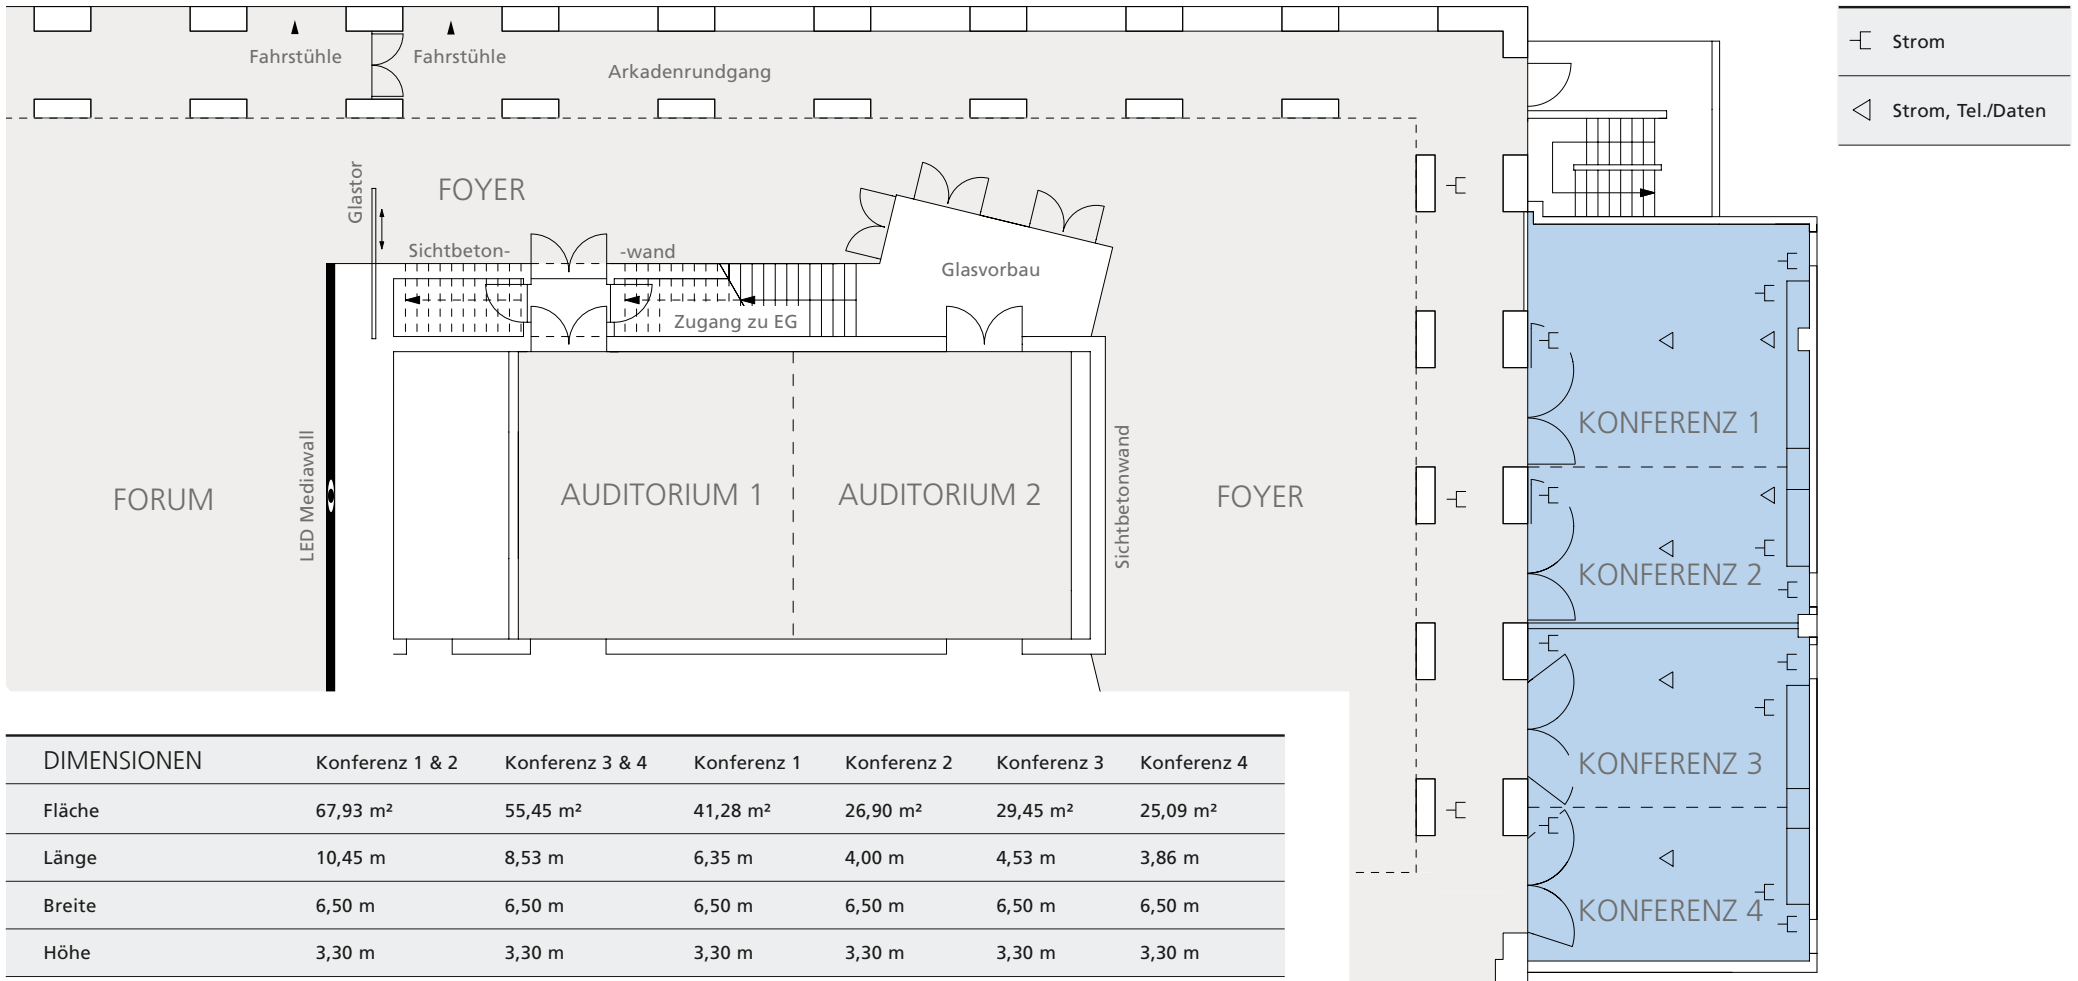 Fahrstühle
Fahrstühle
Arkadenrundgang
Strom
Strom, Tel./Daten
Glastor
FOYER
Sichtbeton-
-wand
Glasvorbau
Zugang zu EG
KONFERENZ 1
LED Mediawall
FORUM
AUDITORIUM 1
AUDITORIUM 2
Sichtbetonwand
FOYER
KONFERENZ 2
KONFERENZ 3
KONFERENZ 4
DIMENSIONEN Konferenz 1 & 2 Konferenz 3 & 4 Konferenz 1 Konferenz 2 Konferenz 3 Konferenz 4
Fläche 67,93 m² 55,45 m² 41,28 m² 26,90 m² 29,45 m² 25,09 m²
Länge 10,45 m 8,53 m 6,35 m 4,00 m 4,53 m 3,86 m
Breite 6,50 m 6,50 m 6,50 m 6,50 m 6,50 m 6,50 m
Höhe 3,30 m 3,30 m 3,30 m 3,30 m 3,30 m 3,30 m